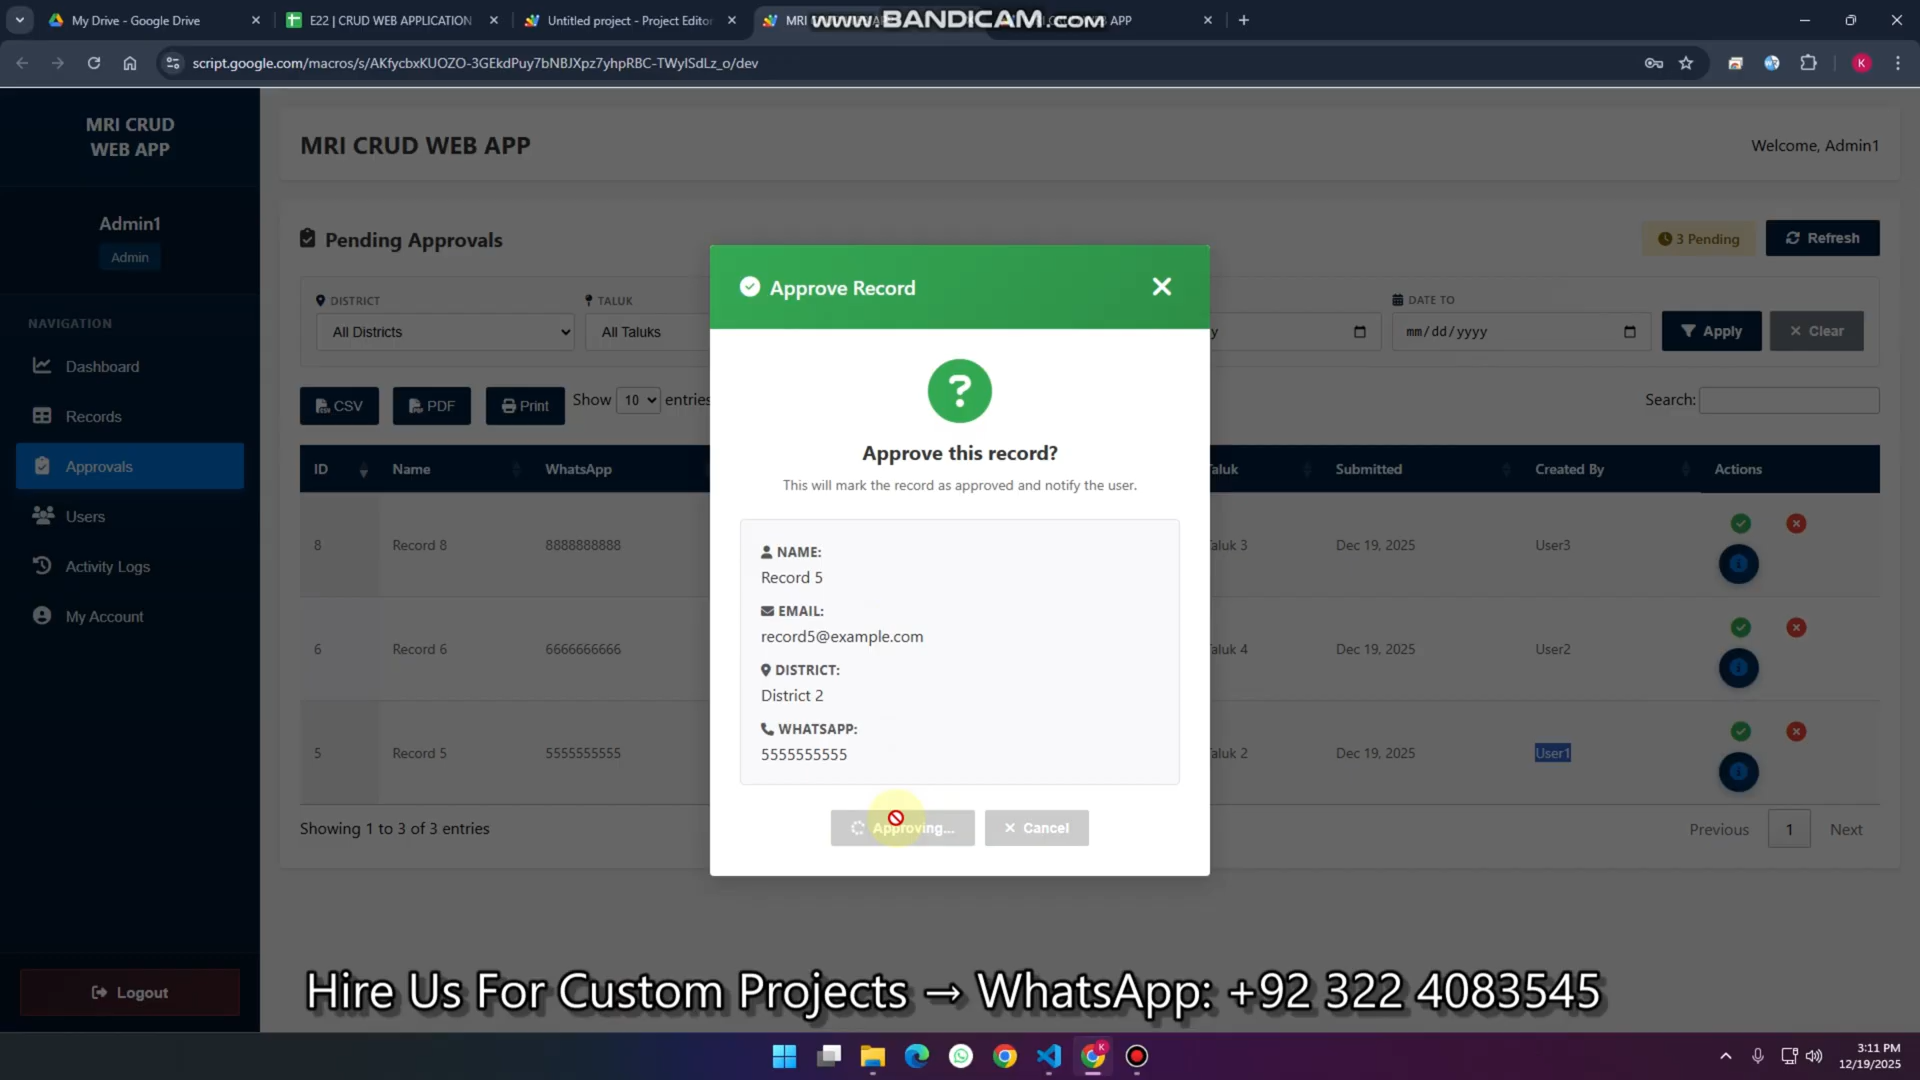 My Drive - Google Drive
E22 | CRUD WEB APPLICATION
Untitled project - Project Editor
MRI
www.BANDICAM.com
APP
script.google.com/macros/s/AKfycbxKUOZO-3GEkdPuy7bNBJXpz7yhpRBC-TWylSdLz_o/dev
K
MRI CRUD
WEB APP
Admin1
Admin
NAVIGATION
Dashboard
Records
Approvals
Users
Activity Logs
My Account
Logout
MRI CRUD WEB APP
Welcome, Admin1
Pending Approvals
3 Pending
Refresh
DISTRICT
TALUK
DATE TO
All Districts
All Taluks
y
mm/dd/yyyy
Apply
Clear
CSV
PDF
Print
Show 10 entries
Search:
ID Name WhatsApp Taluk Submitted Created By Actions
8 Record 8 8888888888 Taluk 3 Dec 19, 2025 User3
6 Record 6 6666666666 Taluk 4 Dec 19, 2025 User2
5 Record 5 5555555555 Taluk 2 Dec 19, 2025 User1
Showing 1 to 3 of 3 entries
Previous 1 Next
Approve Record
?
Approve this record?
This will mark the record as approved and notify the user.
NAME:
Record 5
EMAIL:
record5@example.com
DISTRICT:
District 2
WHATSAPP:
5555555555
Approving...
Cancel
Hire Us For Custom Projects → WhatsApp: +92 322 4083545
K
3:11 PM
12/19/2025